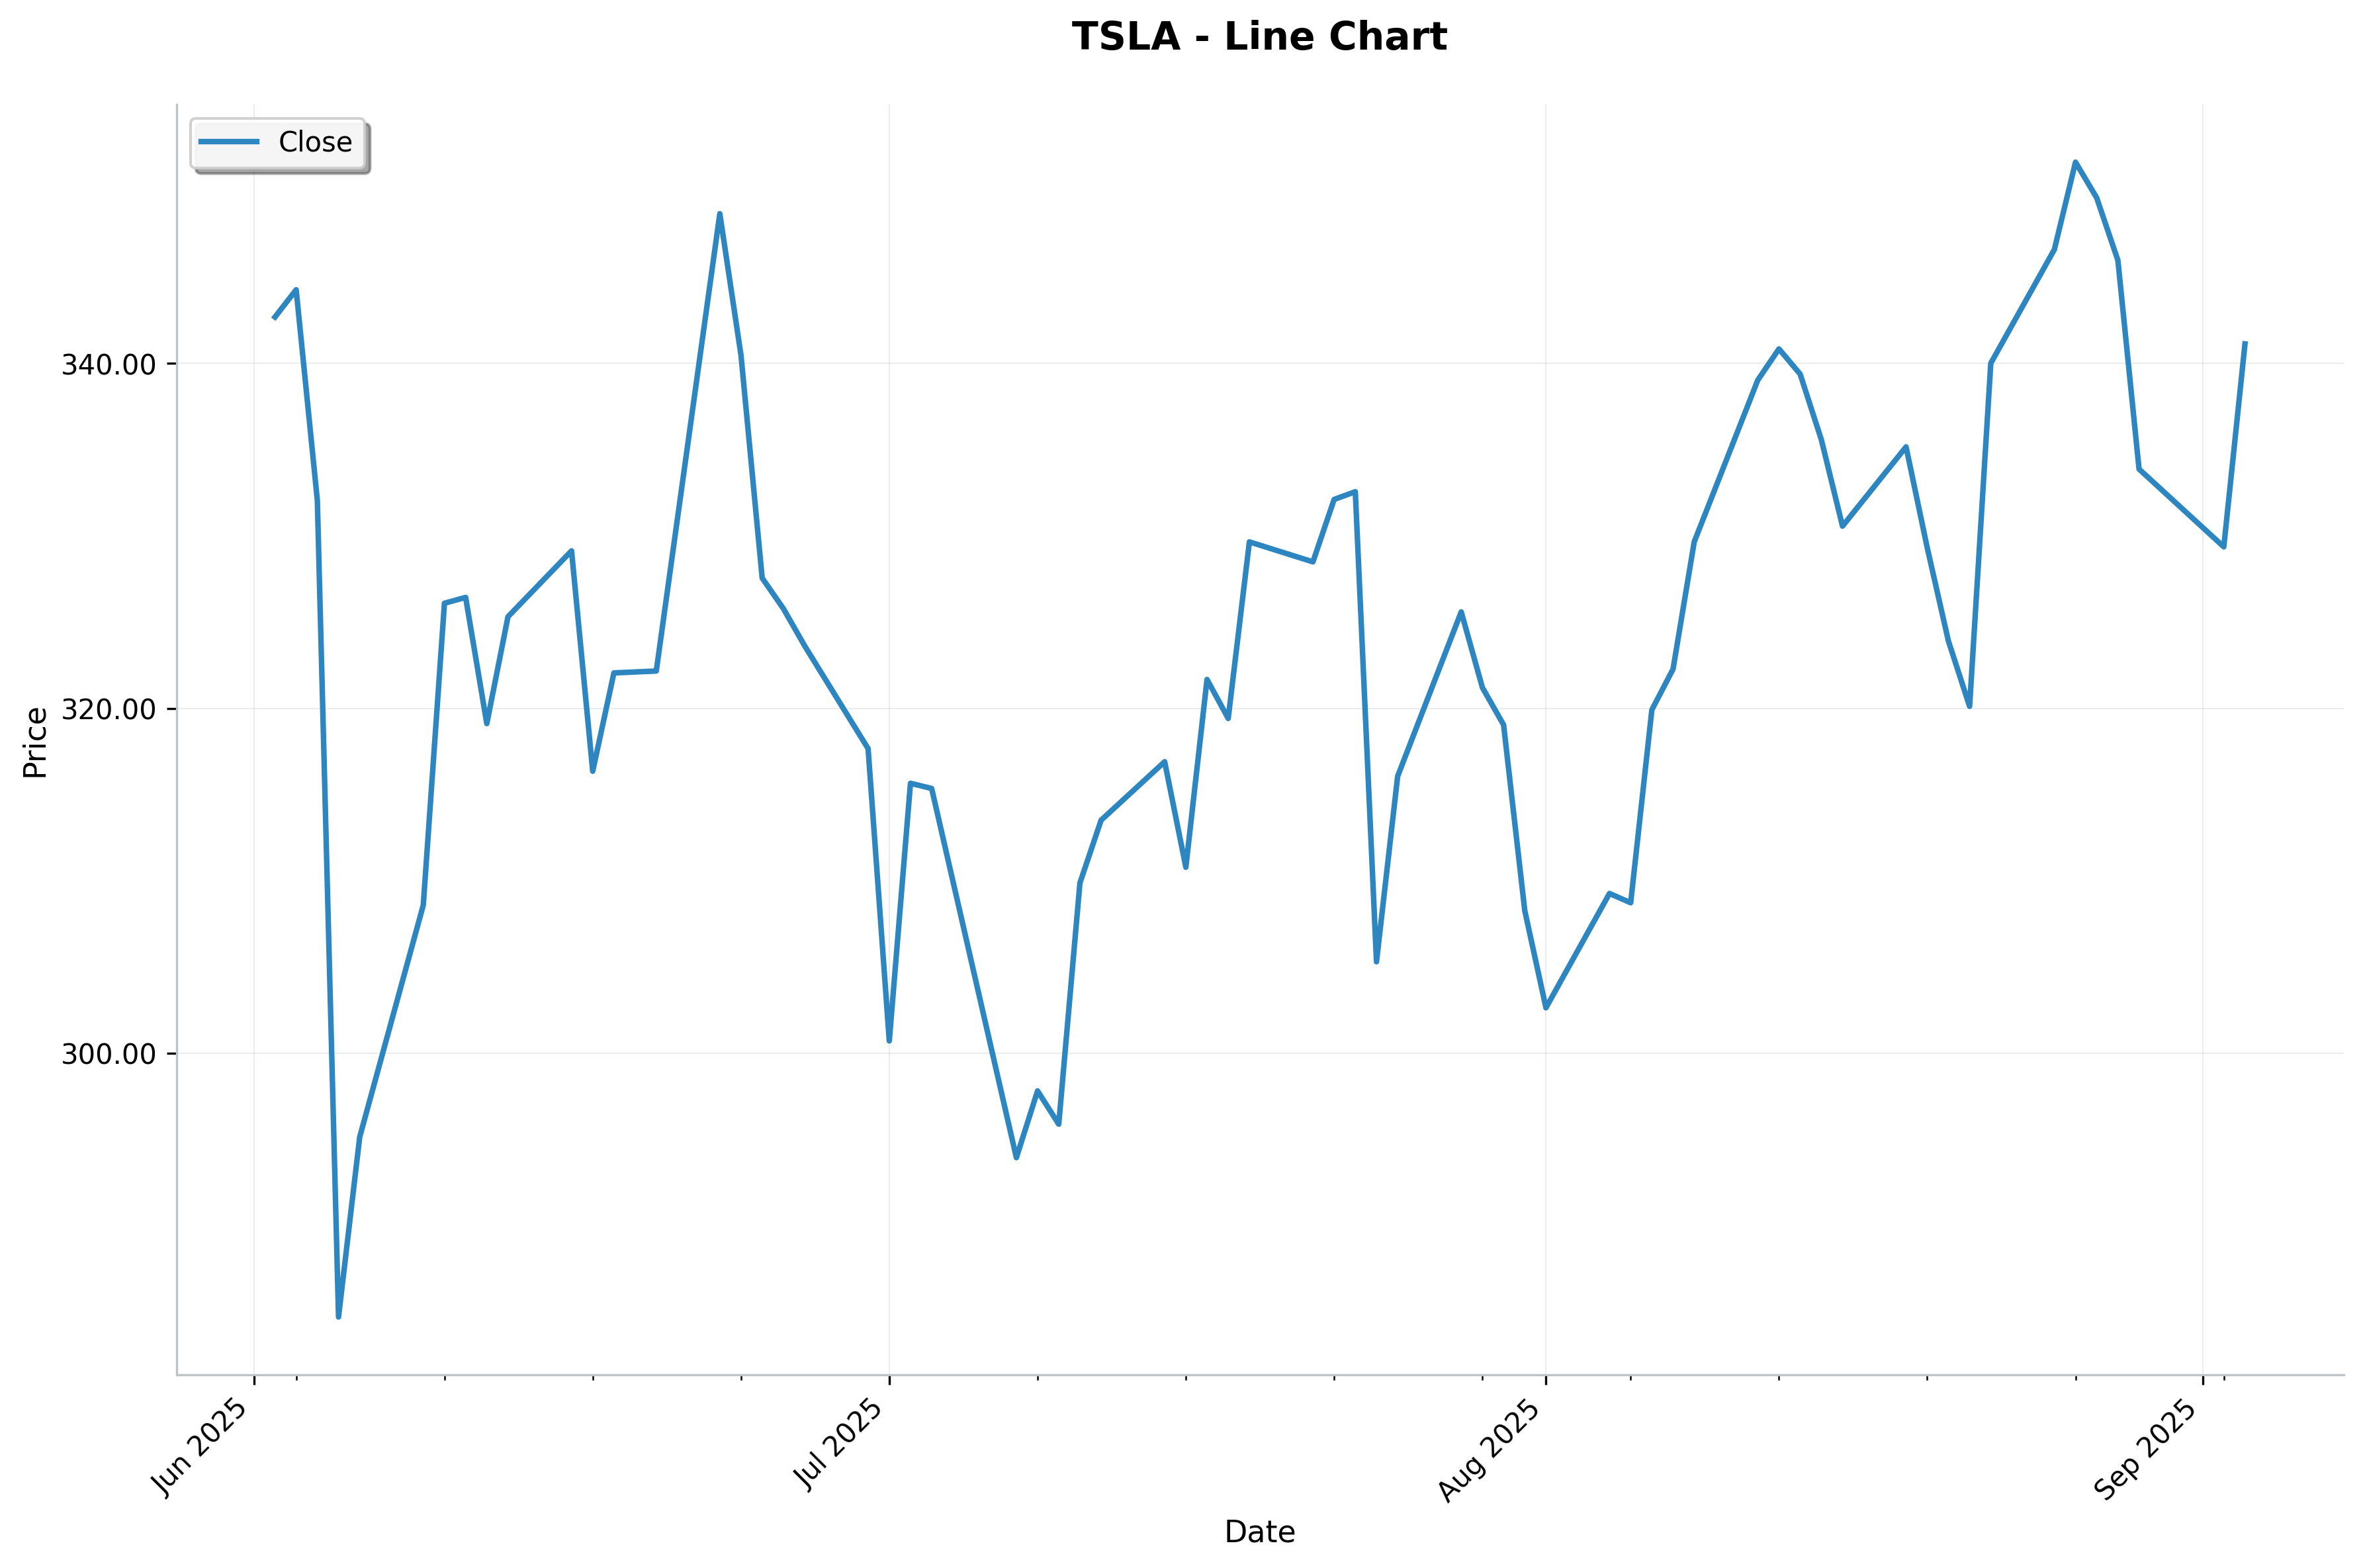 TSLA - Line Chart
Close
Price
340.00
320.00
300.00
Jun 2025
Jul 2025
Aug 2025
Sep 2025
Date